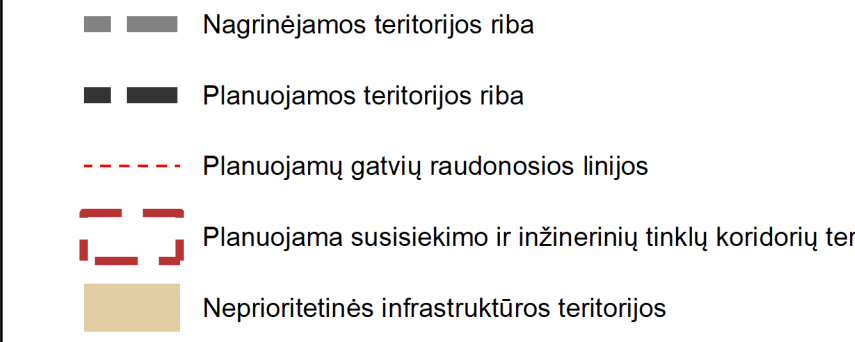 Nagrinėjamos teritorijos riba
Planuojamos teritorijos riba
Planuojamų gatvių raudonosios linijos
Planuojama susisiekimo ir inžinerinių tinklų koridorių ter
Neprioritetinės infrastruktūros teritorijos